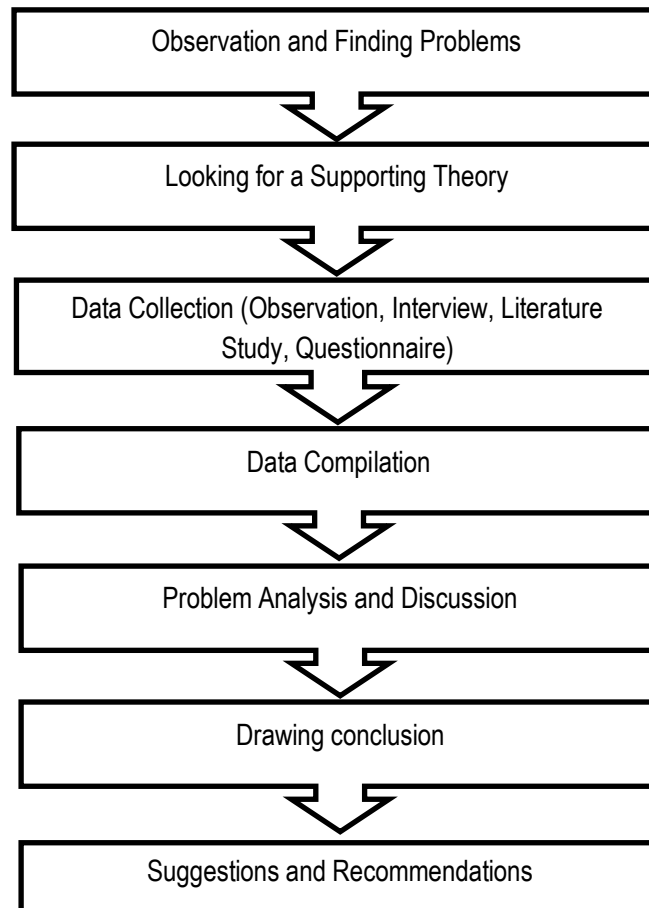 Observation and Finding Problems
Looking for a Supporting Theory
Data Collection (Observation, Interview, Literature
Study, Questionnaire)
Data Compilation
Problem Analysis and Discussion
Drawing conclusion
Suggestions and Recommendations